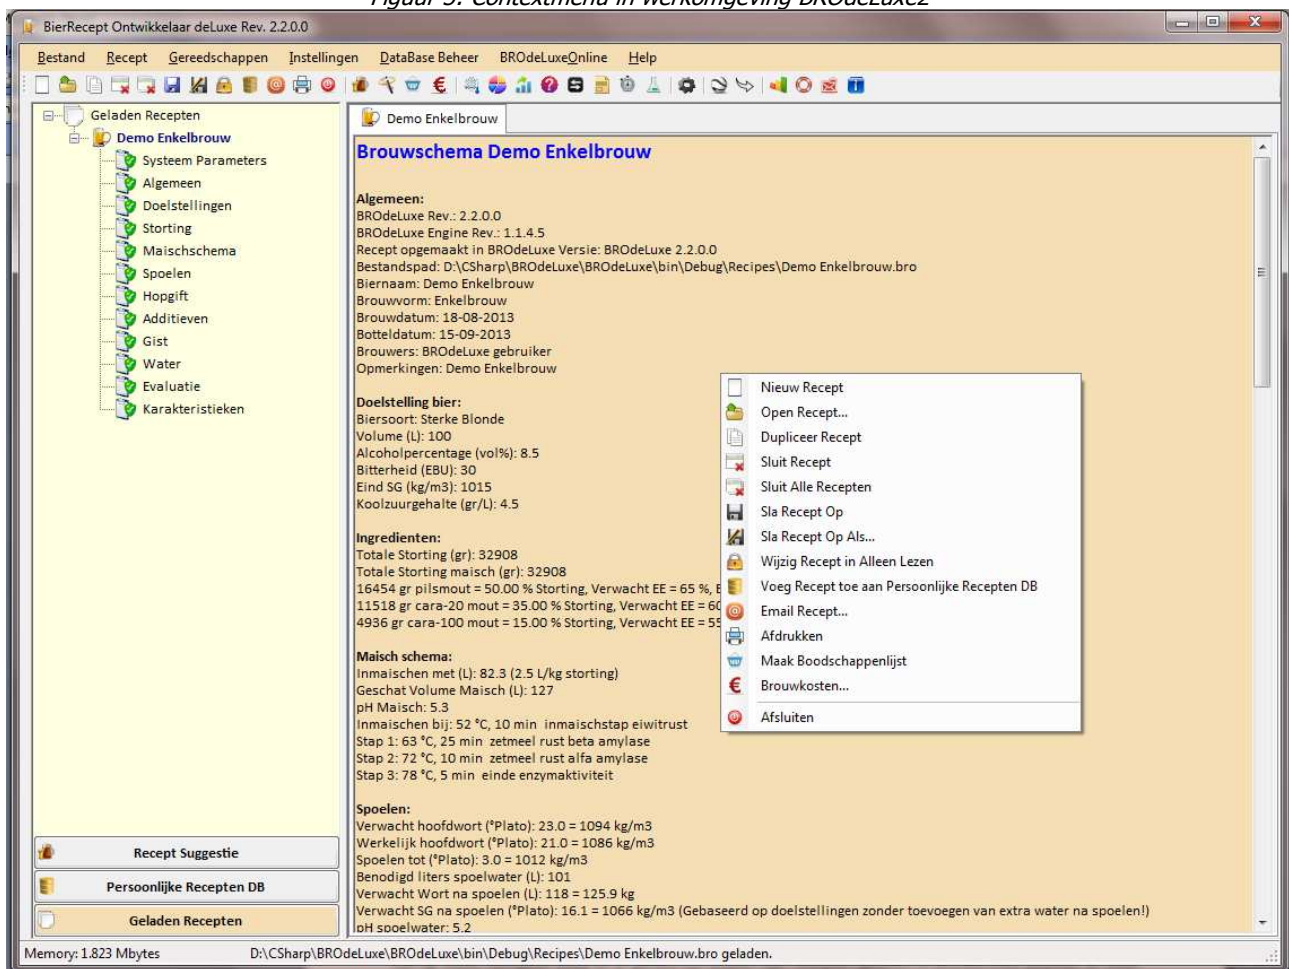 Figuur 3: Contextmenu in werkomgeving BROdeLuxe2
BierRecept Ontwikkelaar deLuxe Rev. 2.2.0.0
Bestand Recept Gereedschappen Instellingen DataBase Beheer BROdeLuxeOnline Help
Geladen Recepten
Demo Enkelbrouw
Systeem Parameters
Algemeen
Doelstellingen
Storting
Maischschema
Spoelen
Hopgift
Additieven
Gist
Water
Evaluatie
Karakteristieken
Recept Suggestie
Persoonlijke Recepten DB
Geladen Recepten
Demo Enkelbrouw
Brouwschema Demo Enkelbrouw
Algemeen:
BROdeLuxe Rev.: 2.2.0.0
BROdeLuxe Engine Rev.: 1.1.4.5
Recept opgemaakt in BROdeLuxe Versie: BROdeLuxe 2.2.0.0
Bestandspad: D:\CSharp\BROdeLuxe\BROdeLuxe\bin\Debug\Recipes\Demo Enkelbrouw.bro
Biernaam: Demo Enkelbrouw
Brouwvorm: Enkelbrouw
Brouwdatum: 18-08-2013
Botteldatum: 15-09-2013
Brouwers: BROdeLuxe gebruiker
Opmerkingen: Demo Enkelbrouw
Doelstelling bier:
Biersoort: Sterke Blonde
Volume (L): 100
Alcoholpercentage (vol%): 8.5
Bitterheid (EBU): 30
Eind SG (kg/m3): 1015
Koolzuurgehalte (gr/L): 4.5
Ingredienten:
Totale Storting (gr): 32908
Totale Storting maisch (gr): 32908
16454 gr pilsmout = 50.00 % Storting, Verwacht EE = 65 %,
11518 gr cara-20 mout = 35.00 % Storting, Verwacht EE = 60
4936 gr cara-100 mout = 15.00 % Storting, Verwacht EE = 55
Maisch schema:
Inmaischen met (L): 82.3 (2.5 L/kg storting)
Geschat Volume Maisch (L): 127
pH Maisch: 5.3
Inmaischen bij: 52 °C, 10 min inmaischstap eiwitrust
Stap 1: 63 °C, 25 min zetmeel rust beta amylase
Stap 2: 72 °C, 10 min zetmeel rust alfa amylase
Stap 3: 78 °C, 5 min einde enzymaktiviteit
Spoelen:
Verwacht hoofdwort (°Plato): 23.0 = 1094 kg/m3
Werkelijk hoofdwort (°Plato): 21.0 = 1086 kg/m3
Spoelen tot (°Plato): 3.0 = 1012 kg/m3
Benodigd liters spoelwater (L): 101
Verwacht Wort na spoelen (L): 118 = 125.9 kg
Verwacht SG na spoelen (°Plato): 16.1 = 1066 kg/m3 (Gebaseerd op doelstellingen zonder toevoegen van extra water na spoelen!)
pH spoelwater: 5.2
Nieuw Recept
Open Recept...
Dupliceer Recept
Sluit Recept
Sluit Alle Recepten
Sla Recept Op
Sla Recept Op Als...
Wijzig Recept in Alleen Lezen
Voeg Recept toe aan Persoonlijke Recepten DB
Email Recept...
Afdrukken
Maak Boodschappenlijst
Brouwkosten...
Afsluiten
Memory: 1.823 Mbytes D:\CSharp\BROdeLuxe\BROdeLuxe\bin\Debug\Recipes\Demo Enkelbrouw.bro geladen.